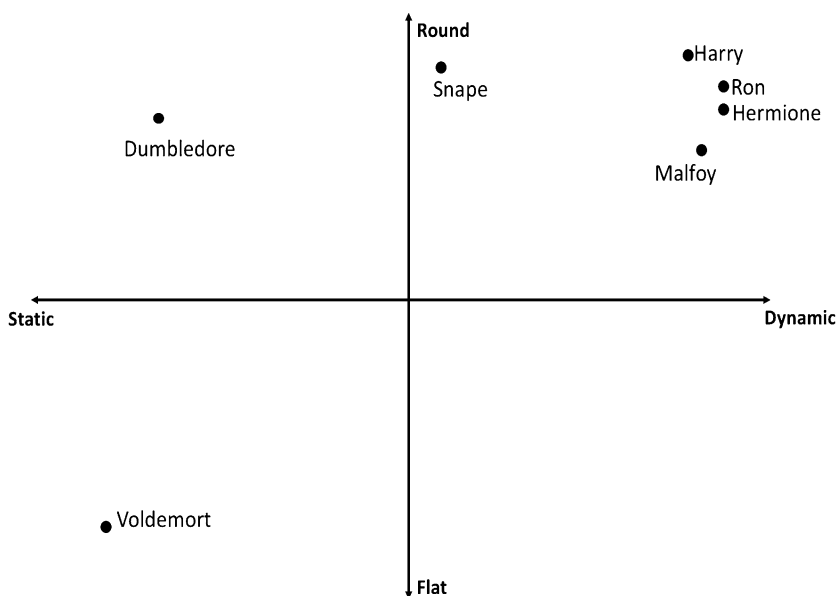 Round
Harry
Snape
Ron
Hermione
Dumbledore
Malfoy
Static
Dynamic
Voldemort
Flat